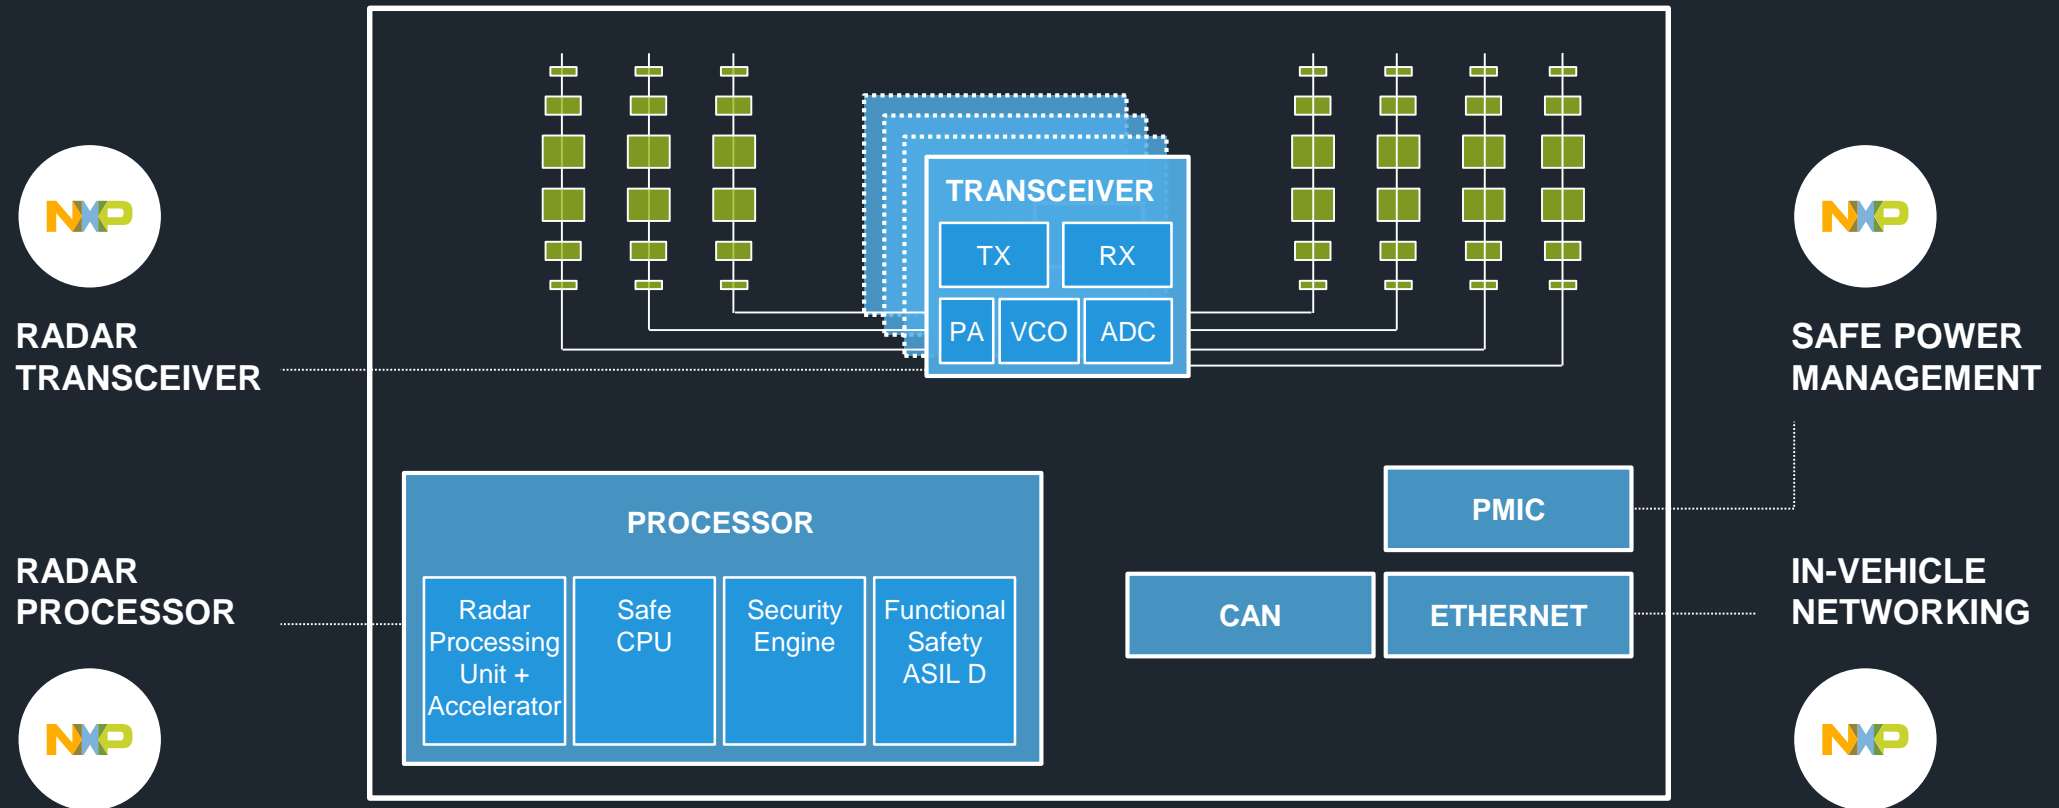 NXP
RADAR
TRANSCEIVER
TRANSCEIVER
TX
RX
PA
VCO
ADC
NXP
SAFE POWER
MANAGEMENT
RADAR
PROCESSOR
NXP
PROCESSOR
Radar
Processing
Unit +
Accelerator
Safe
CPU
Security
Engine
Functional
Safety
ASIL D
PMIC
CAN
ETHERNET
IN-VEHICLE
NETWORKING
NXP